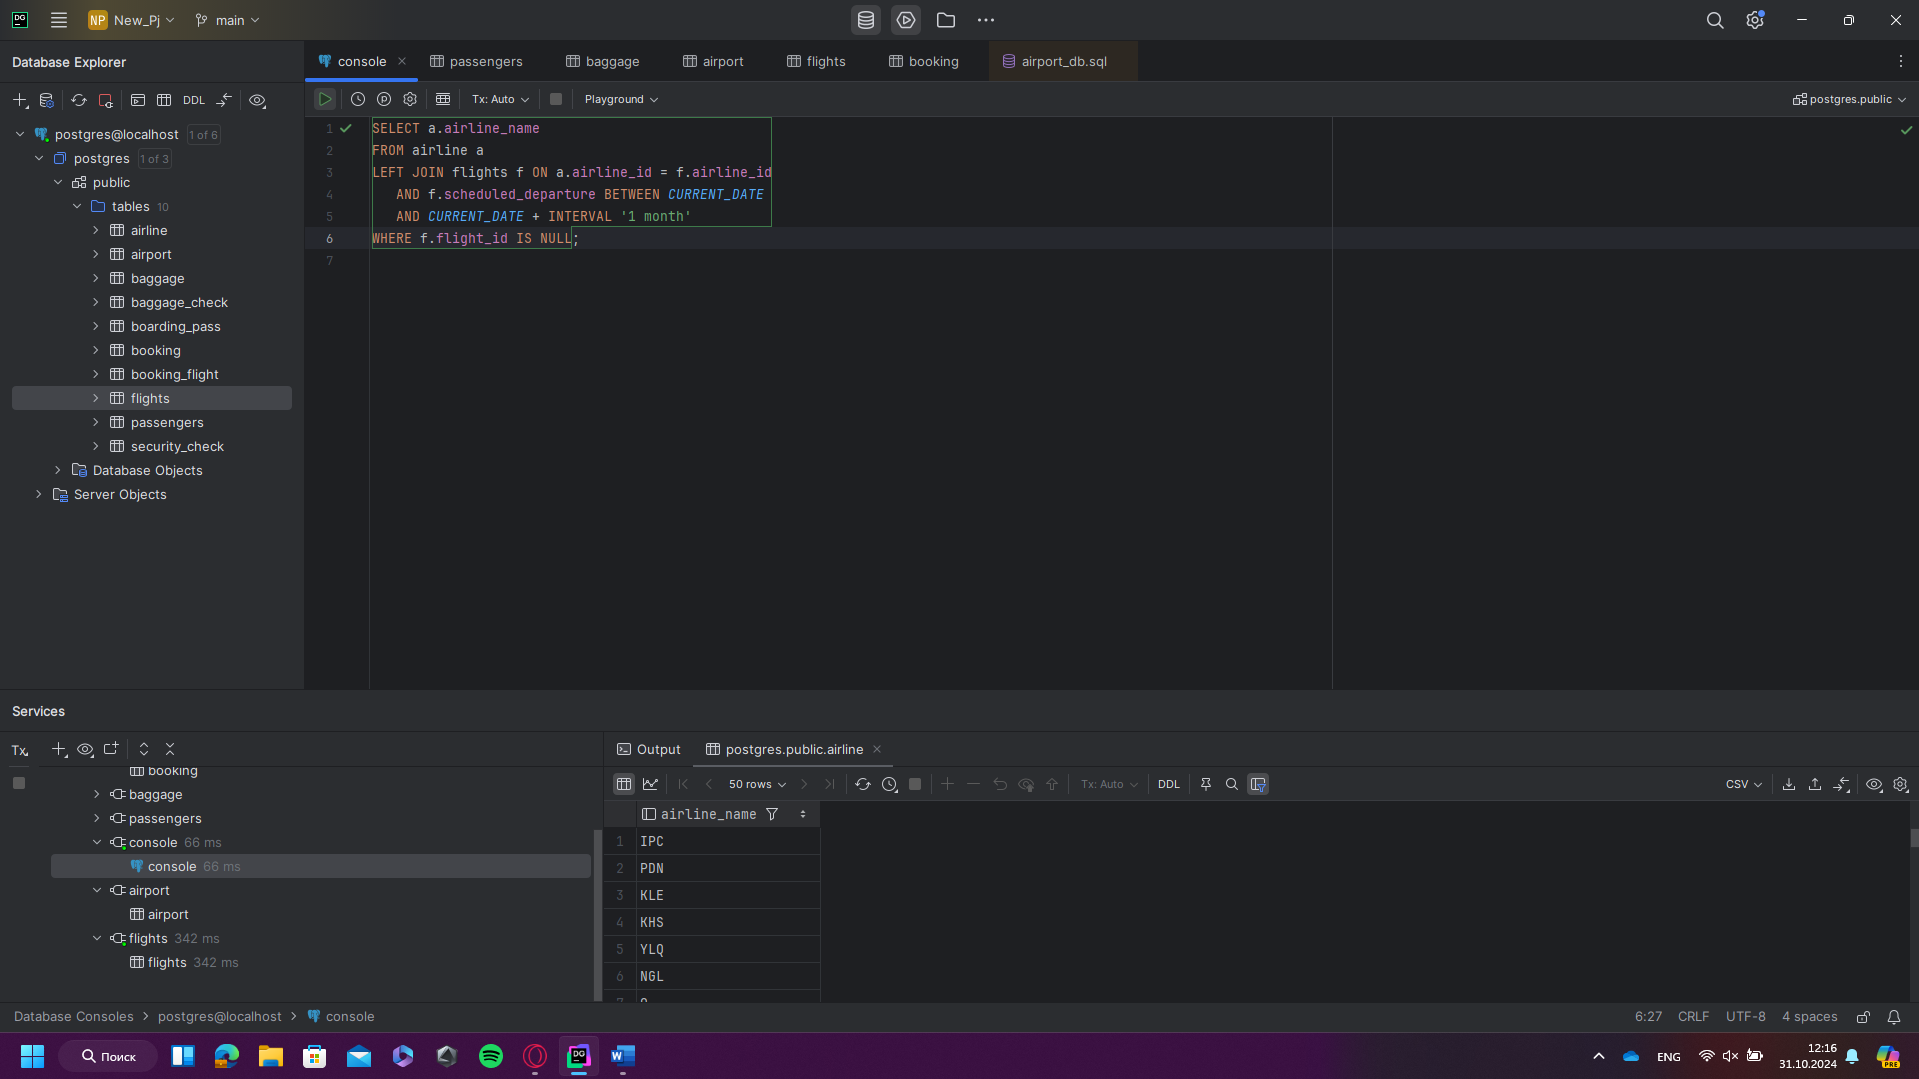 DG
NP New_Pj main
Database Explorer
console passengers baggage airport flights booking airport_db.sql
DDL
Tx: Auto Playground postgres.public
postgres@localhost 1 of 6
postgres 1 of 3
public
tables 10
airline
airport
baggage
baggage_check
boarding_pass
booking
booking_flight
flights
passengers
security_check
Database Objects
Server Objects
1 SELECT a.airline_name
2 FROM airline a
3 LEFT JOIN flights f ON a.airline_id = f.airline_id
4 AND f.scheduled_departure BETWEEN CURRENT_DATE
5 AND CURRENT_DATE + INTERVAL '1 month'
6 WHERE f.flight_id IS NULL;
7
Services
Tx
booking
baggage
passengers
console 66 ms
console 66 ms
airport
airport
flights 342 ms
flights 342 ms
Output postgres.public.airline
50 rows Tx: Auto DDL CSV
airline_name
1 IPC
2 PDN
3 KLE
4 KHS
5 YLQ
6 NGL
Database Consoles postgres@localhost console
6:27 CRLF UTF-8 4 spaces
Поиск
DG
ENG
12:16
31.10.2024
PRE